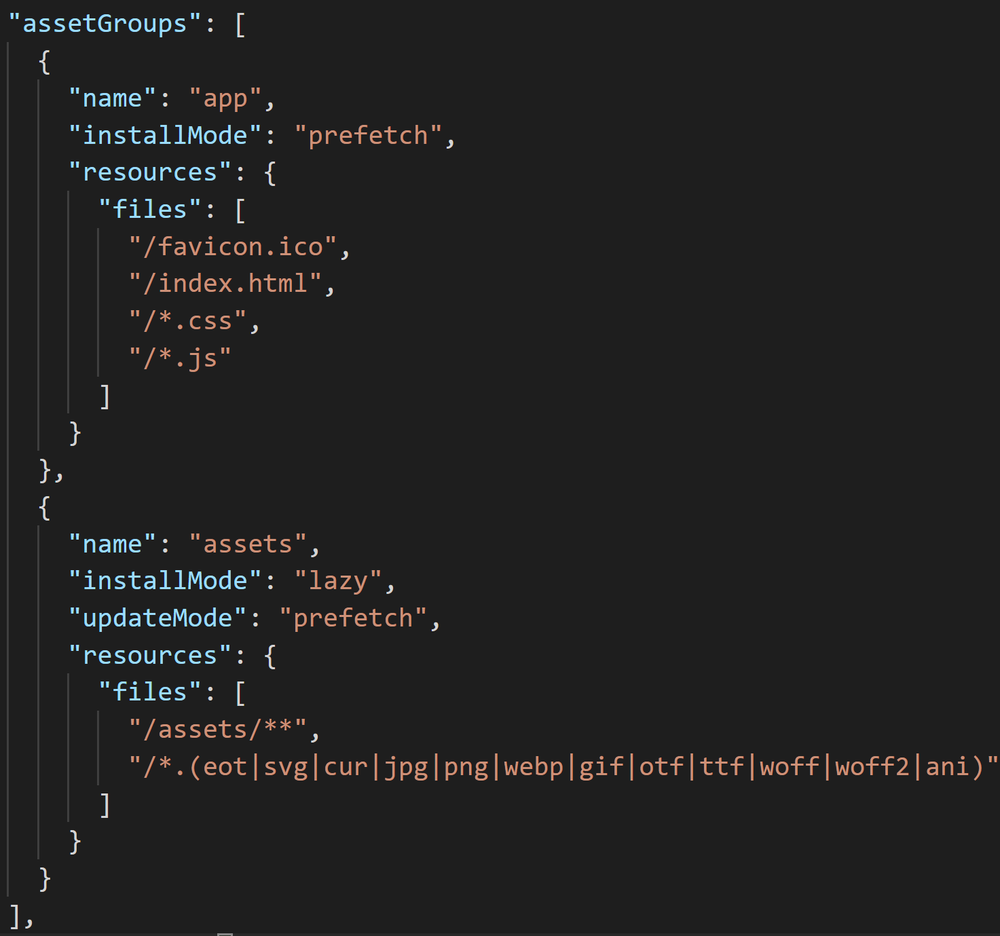 "assetGroups": [
  {
    "name": "app",
    "installMode": "prefetch",
    "resources": {
      "files": [
        "/favicon.ico",
        "/index.html",
        "/*.css",
        "/*.js"
      ]
    }
  },
  {
    "name": "assets",
    "installMode": "lazy",
    "updateMode": "prefetch",
    "resources": {
      "files": [
        "/assets/**",
        "/*.(eot|svg|cur|jpg|png|webp|gif|otf|ttf|woff|woff2|ani)"
      ]
    }
  }
],